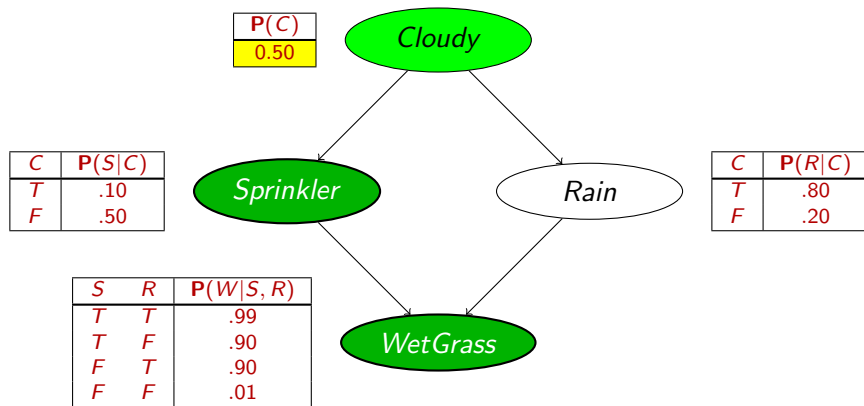 P(C)
0.50
Cloudy
C P(S|C)
T .10
F .50
Sprinkler
Rain
C P(R|C)
T .80
F .20
S R P(W|S, R)
T T .99
T F .90
F T .90
F F .01
WetGrass